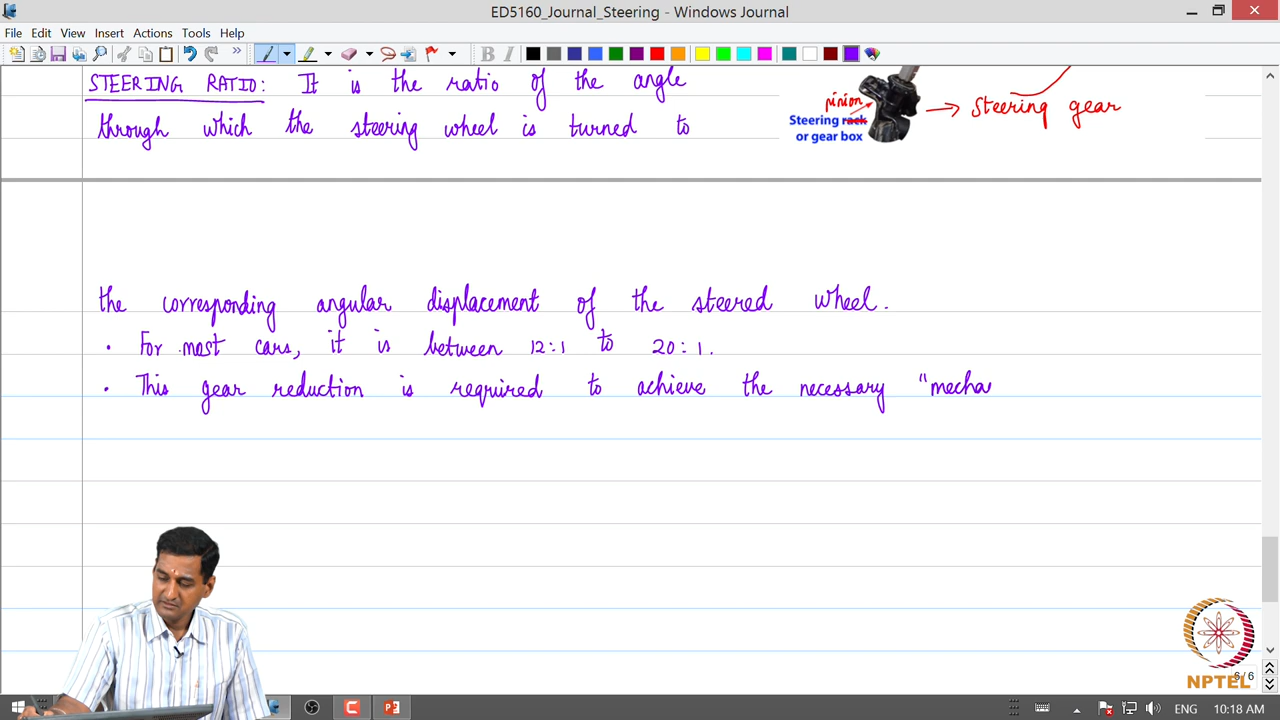 ED5160_Journal_Steering - Windows Journal
File Edit View Insert Actions Tools Help
STEERING RATIO: It is the ratio of the angle
through which the steering wheel is turned to
pinion
Steering rack
or gear box
Steering gear
the corresponding angular displacement of the steered wheel.
• For most cars, it is between 12:1 to 20:1.
• This gear reduction is required to achieve the necessary "mecha
NPTEL
6/6
ENG 10:18 AM